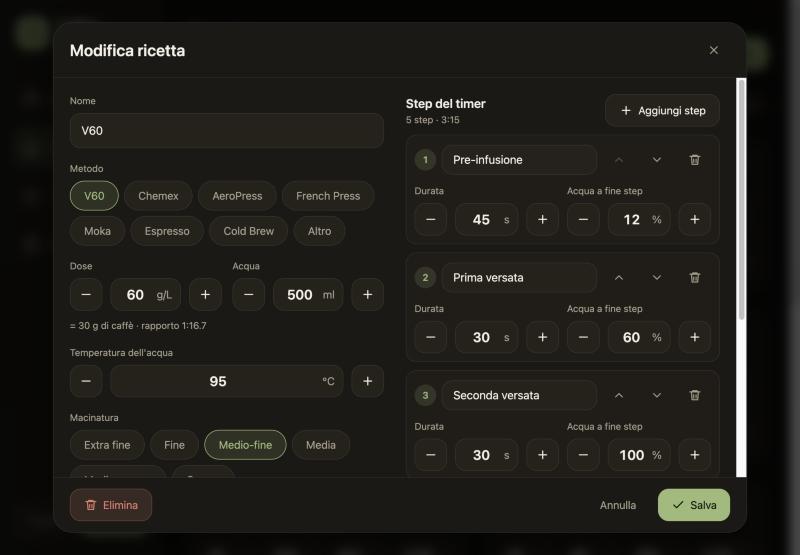 Modifica ricetta
Nome
V60
Metodo
V60 Chemex AeroPress French Press
Moka Espresso Cold Brew Altro
Dose Acqua
− 60 g/L + − 500 ml +
= 30 g di caffè · rapporto 1:16.7
Temperatura dell'acqua
− 95 °C +
Macinatura
Extra fine Fine Medio-fine Media
Step del timer
5 step · 3:15
+ Aggiungi step
1 Pre-infusione
Durata Acqua a fine step
− 45 s + − 12 % +
2 Prima versata
Durata Acqua a fine step
− 30 s + − 60 % +
3 Seconda versata
Durata Acqua a fine step
− 30 s + − 100 % +
Elimina
Annulla
Salva